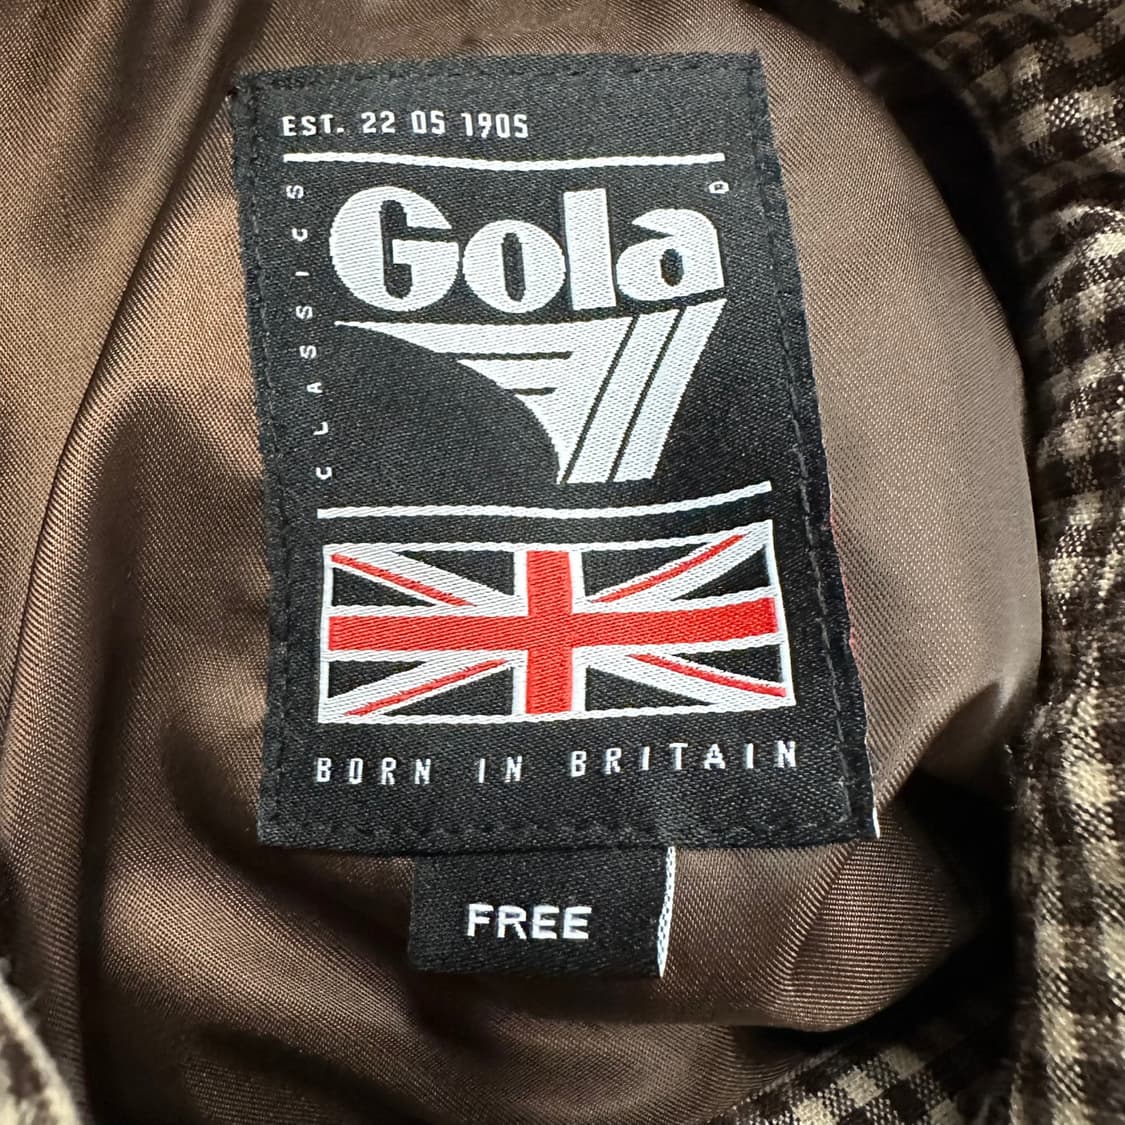 EST. 22 05 1905
CLASSICS
Gola®
BORN IN BRITAIN
FREE